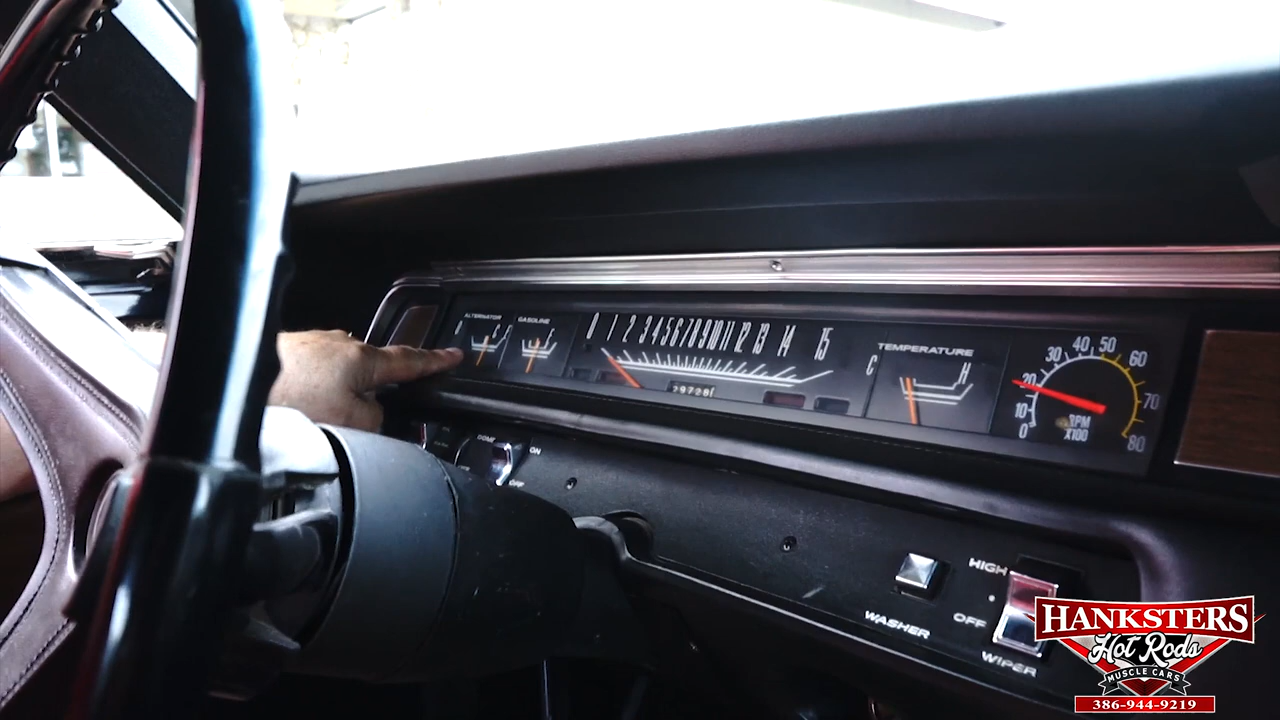 ALTERNATOR
GASOLINE
0 1 2 3 4 5 6 7 8 9 10 11 12 13 14 15
TEMPERATURE
C H
0 10 20 30 40 50 60 70 80
RPM
X100
DOME
ON
OFF
HIGH
OFF
WASHER
WIPER
HANKSTERS
Hot Rods
MUSCLE CARS
386-944-9219